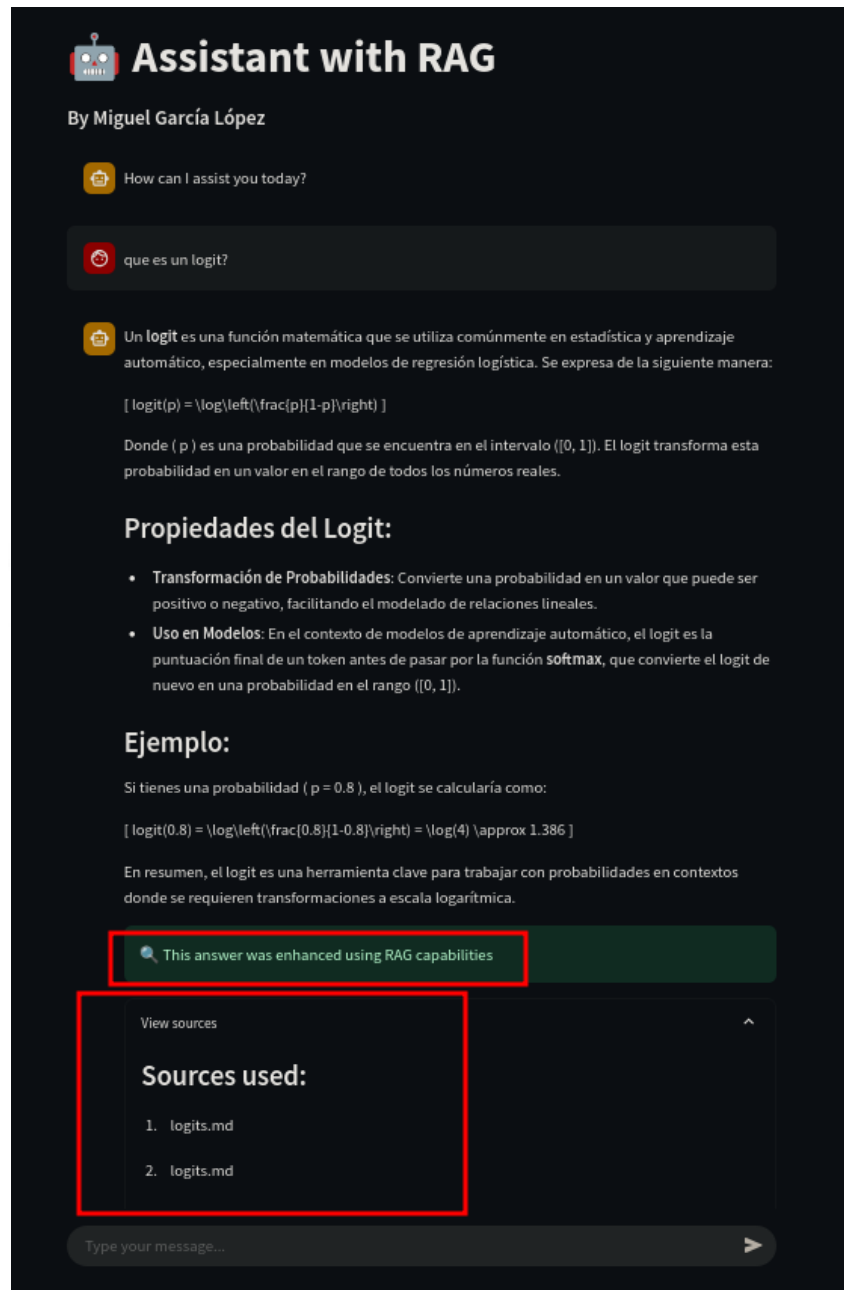 Assistant with RAG
By Miguel García López
How can I assist you today?
que es un logit?
Un logit es una función matemática que se utiliza comúnmente en estadística y aprendizaje
automático, especialmente en modelos de regresión logística. Se expresa de la siguiente manera:
[ logit(p) = \log\left(\frac{p}{1-p}\right) ]
Donde ( p ) es una probabilidad que se encuentra en el intervalo ([0, 1]). El logit transforma esta
probabilidad en un valor en el rango de todos los números reales.
Propiedades del Logit:
• Transformación de Probabilidades: Convierte una probabilidad en un valor que puede ser
positivo o negativo, facilitando el modelado de relaciones lineales.
• Uso en Modelos: En el contexto de modelos de aprendizaje automático, el logit es la
puntuación final de un token antes de pasar por la función softmax, que convierte el logit de
nuevo en una probabilidad en el rango ([0, 1]).
Ejemplo:
Si tienes una probabilidad ( p = 0.8 ), el logit se calcularía como:
[ logit(0.8) = \log\left(\frac{0.8}{1-0.8}\right) = \log(4) \approx 1.386 ]
En resumen, el logit es una herramienta clave para trabajar con probabilidades en contextos
donde se requieren transformaciones a escala logarítmica.
🔍 This answer was enhanced using RAG capabilities
View sources
Sources used:
1. logits.md
2. logits.md
Type your message...